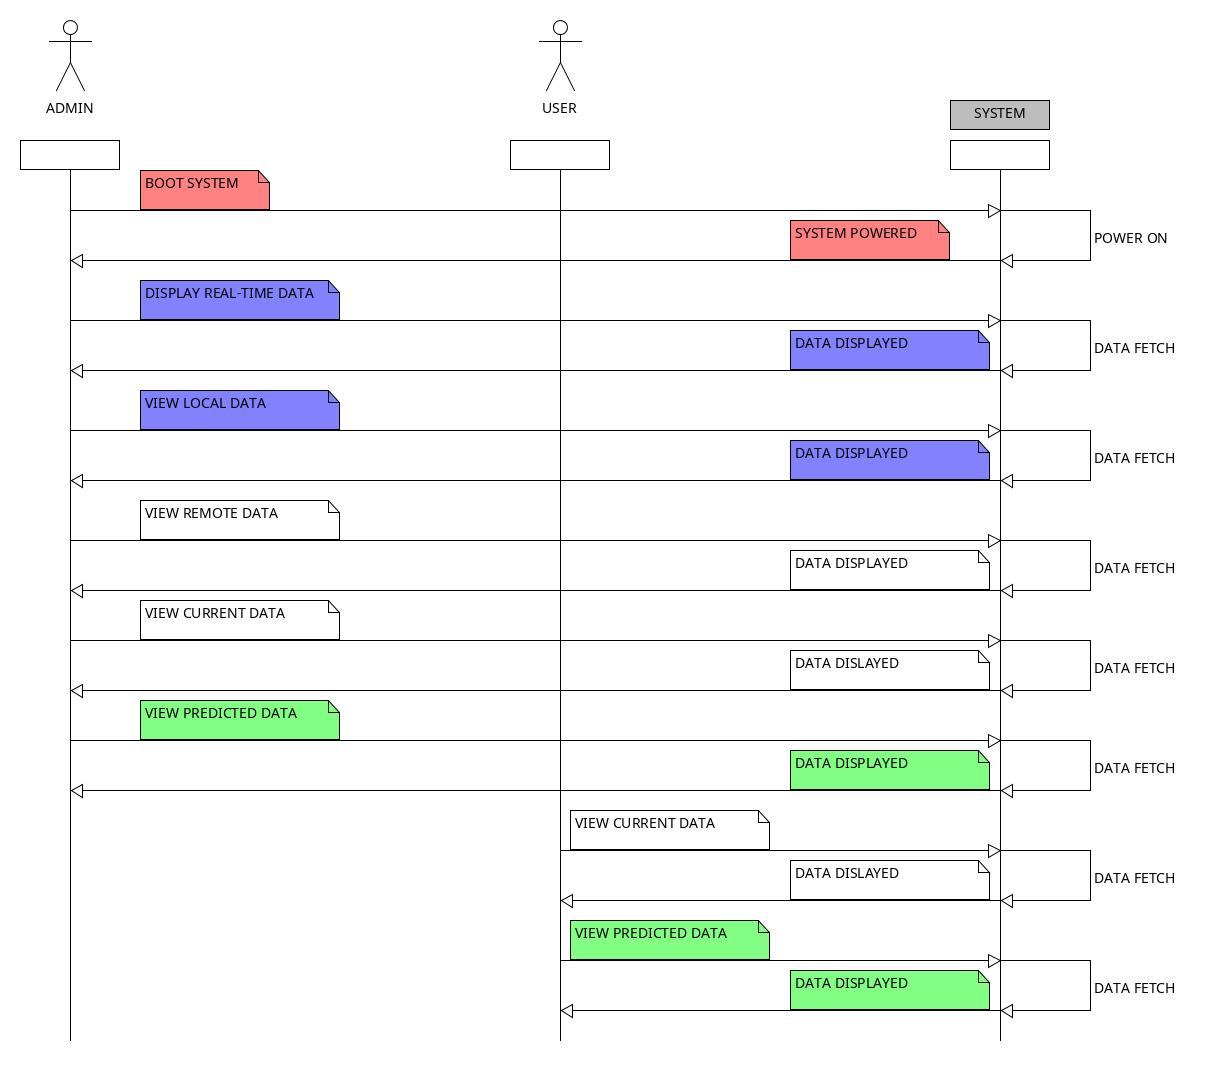 ADMIN
USER
SYSTEM
BOOT SYSTEM
SYSTEM POWERED
POWER ON
DISPLAY REAL-TIME DATA
DATA DISPLAYED
DATA FETCH
VIEW LOCAL DATA
DATA DISPLAYED
DATA FETCH
VIEW REMOTE DATA
DATA DISPLAYED
DATA FETCH
VIEW CURRENT DATA
DATA DISLAYED
DATA FETCH
VIEW PREDICTED DATA
DATA DISPLAYED
DATA FETCH
VIEW CURRENT DATA
DATA DISLAYED
DATA FETCH
VIEW PREDICTED DATA
DATA DISPLAYED
DATA FETCH